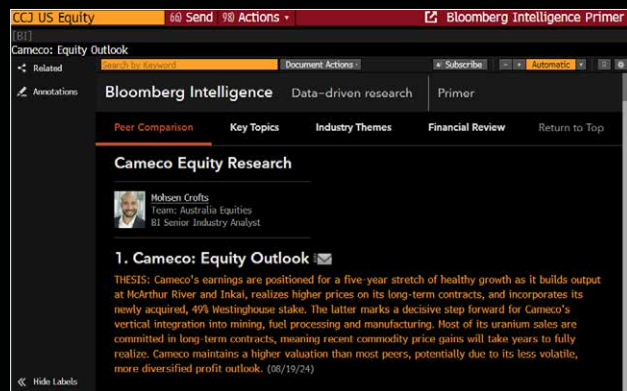 CCJ US Equity 60 Send 98 Actions Bloomberg Intelligence Primer
[BI]
Cameco: Equity Outlook
Related Search by Keyword Document Actions Subscribe - + Automatic
Annotations
Bloomberg Intelligence Data-driven research Primer
Peer Comparison Key Topics Industry Themes Financial Review Return to Top
Cameco Equity Research
Mohsen Crofts
Team: Australia Equities
BI Senior Industry Analyst
1. Cameco: Equity Outlook
THESIS: Cameco's earnings are positioned for a five-year stretch of healthy growth as it builds output
at McArthur River and Inkai, realizes higher prices on its long-term contracts, and incorporates its
newly acquired, 49% Westinghouse stake. The latter marks a decisive step forward for Cameco's
vertical integration into mining, fuel processing and manufacturing. Most of its uranium sales are
committed in long-term contracts, meaning recent commodity price gains will take years to fully
realize. Cameco maintains a higher valuation than most peers, potentially due to its less volatile,
more diversified profit outlook. (08/19/24)
Hide Labels